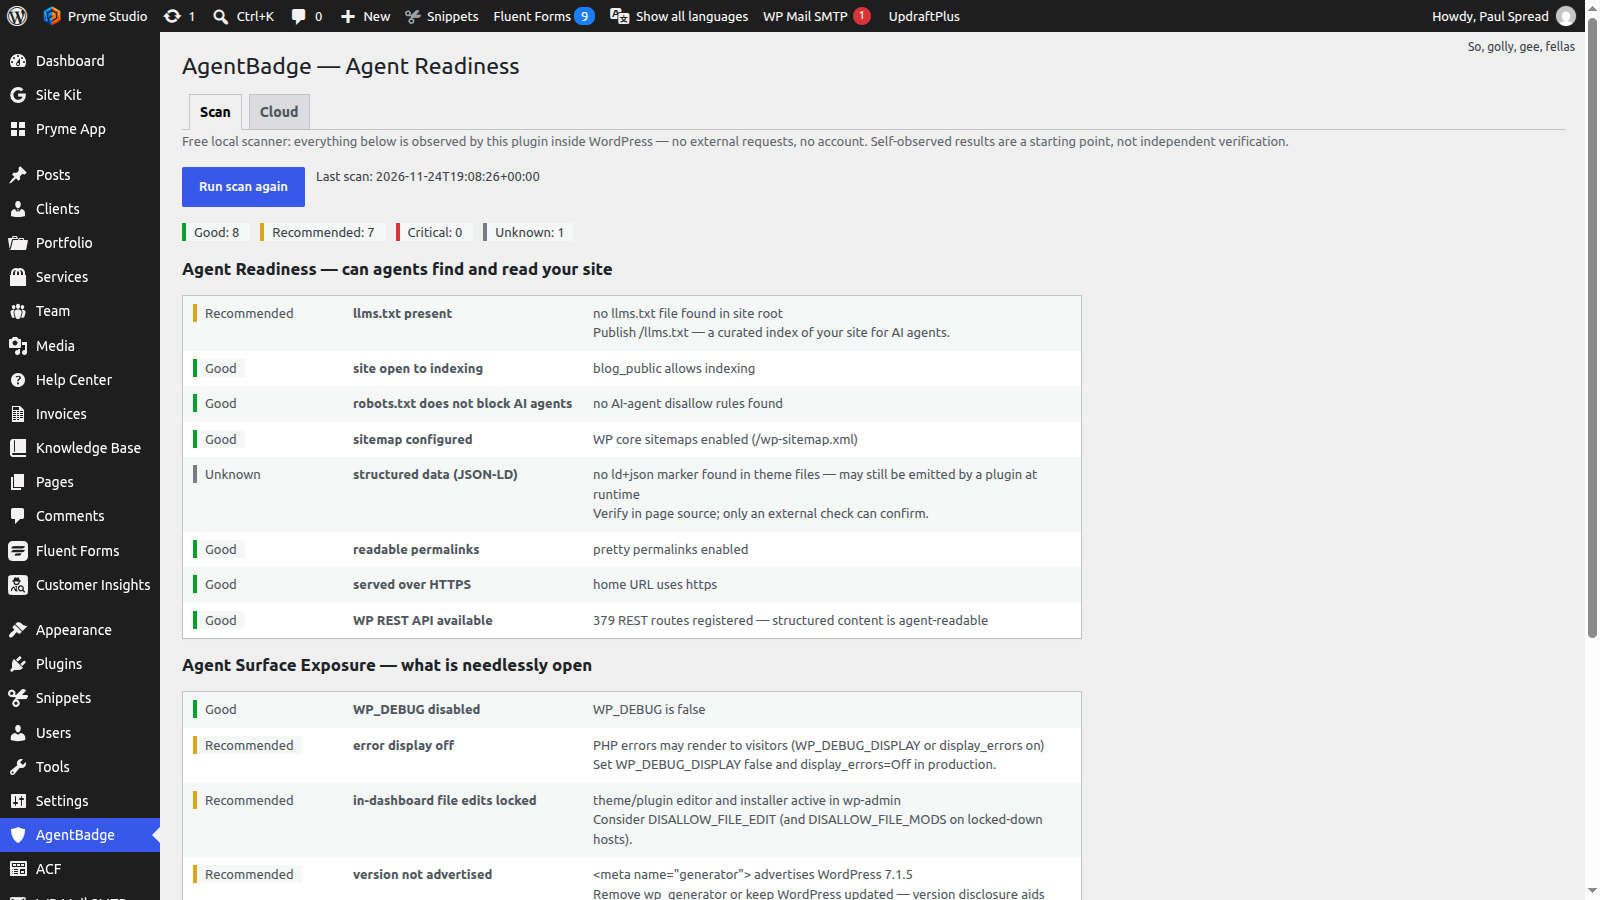 Pryme Studio
1
Ctrl+K
0
New
Snippets
Fluent Forms 9
Show all languages
WP Mail SMTP 1
UpdraftPlus
Howdy, Paul Spread
So, golly, gee, fellas
Dashboard
Site Kit
Pryme App
Posts
Clients
Portfolio
Services
Team
Media
Help Center
Invoices
Knowledge Base
Pages
Comments
Fluent Forms
Customer Insights
Appearance
Plugins
Snippets
Users
Tools
Settings
AgentBadge
ACF
AgentBadge — Agent Readiness
Scan
Cloud
Free local scanner: everything below is observed by this plugin inside WordPress — no external requests, no account. Self-observed results are a starting point, not independent verification.
Run scan again
Last scan: 2026-11-24T19:08:26+00:00
Good: 8
Recommended: 7
Critical: 0
Unknown: 1
Agent Readiness — can agents find and read your site
Recommended
llms.txt present
no llms.txt file found in site root
Publish /llms.txt — a curated index of your site for AI agents.
Good
site open to indexing
blog_public allows indexing
Good
robots.txt does not block AI agents
no AI-agent disallow rules found
Good
sitemap configured
WP core sitemaps enabled (/wp-sitemap.xml)
Unknown
structured data (JSON-LD)
no ld+json marker found in theme files — may still be emitted by a plugin at
runtime
Verify in page source; only an external check can confirm.
Good
readable permalinks
pretty permalinks enabled
Good
served over HTTPS
home URL uses https
Good
WP REST API available
379 REST routes registered — structured content is agent-readable
Agent Surface Exposure — what is needlessly open
Good
WP_DEBUG disabled
WP_DEBUG is false
Recommended
error display off
PHP errors may render to visitors (WP_DEBUG_DISPLAY or display_errors on)
Set WP_DEBUG_DISPLAY false and display_errors=Off in production.
Recommended
in-dashboard file edits locked
theme/plugin editor and installer active in wp-admin
Consider DISALLOW_FILE_EDIT (and DISALLOW_FILE_MODS on locked-down
hosts).
Recommended
version not advertised
<meta name="generator"> advertises WordPress 7.1.5
Remove wp_generator or keep WordPress updated — version disclosure aids